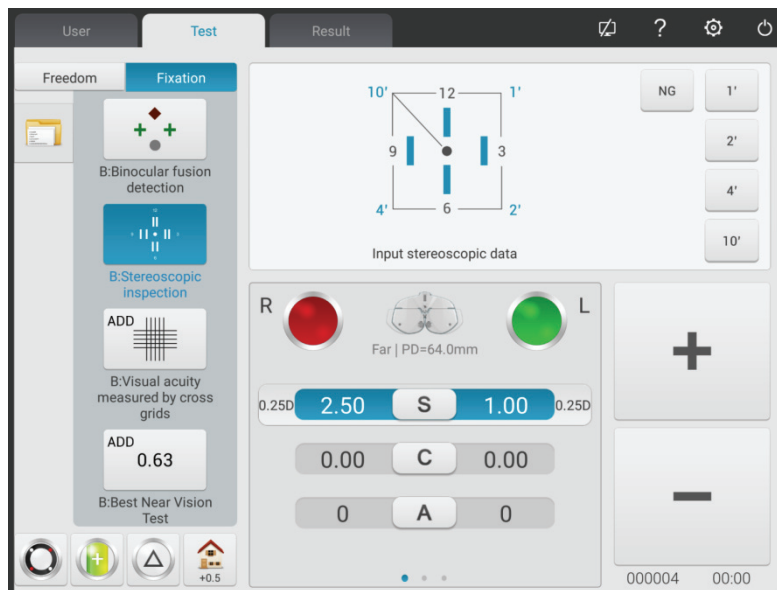 User
Test
Result
?
Freedom
Fixation
B:Binocular fusion
detection
B:Stereoscopic
inspection
ADD
B:Visual acuity
measured by cross
grids
ADD
0.63
B:Best Near Vision
Test
+0.5
10'
12
1'
9
3
4'
6
2'
Input stereoscopic data
NG
1'
2'
4'
10'
R
L
Far | PD=64.0mm
0.25D 2.50 S 1.00 0.25D
0.00 C 0.00
0 A 0
+
−
000004 00:00